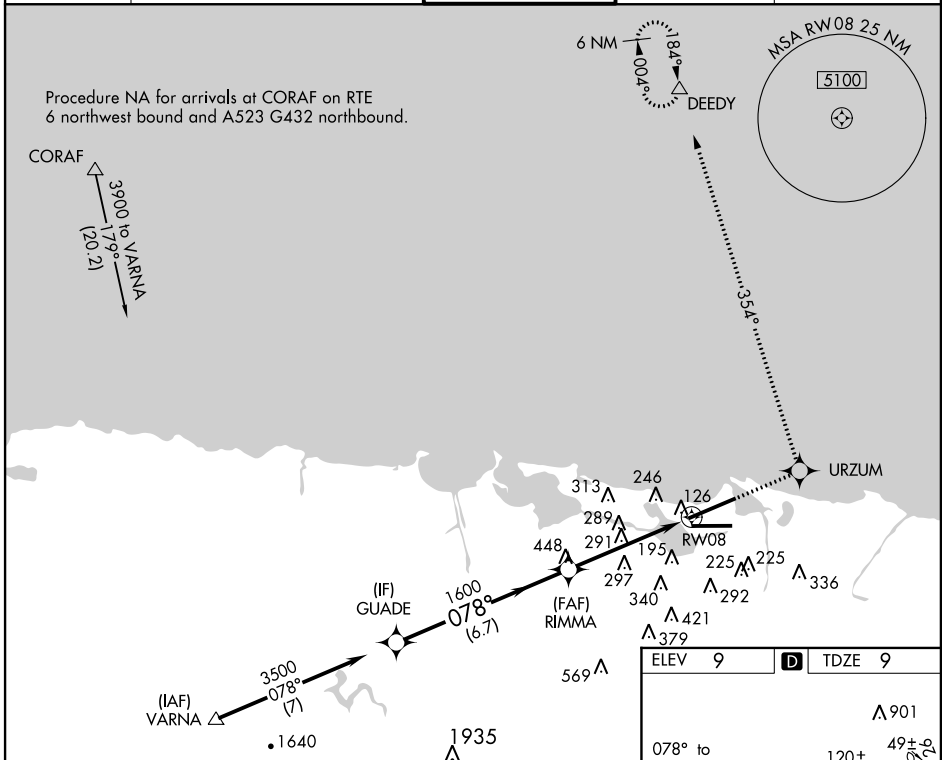 6 NM
184°
004°
DEEDY
MSA RW08 25 NM
5100
Procedure NA for arrivals at CORAF on RTE
6 northwest bound and A523 G432 northbound.
CORAF
3900 to VARNA
179°
(20.2)
354°
URZUM
313
246
126
289
291
RW08
448
195
225
225
297
336
340
292
(IF)
GUADE
1600
078°
(6.7)
(FAF)
RIMMA
421
379
3500
078°
(7)
569
(IAF)
VARNA
1640
1935
ELEV 9
D
TDZE 9
901
078° to
120±
49±
26